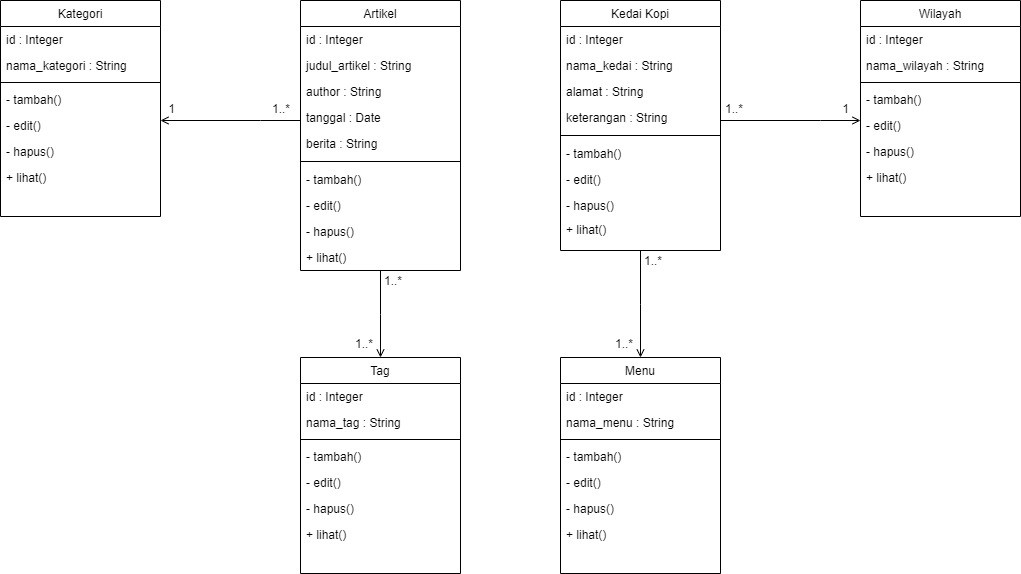 Kategori
id : Integer
nama_kategori : String
- tambah()
- edit()
- hapus()
+ lihat()
1
1..*
Artikel
id : Integer
judul_artikel : String
author : String
tanggal : Date
berita : String
- tambah()
- edit()
- hapus()
+ lihat()
1..*
1..*
Tag
id : Integer
nama_tag : String
- tambah()
- edit()
- hapus()
+ lihat()
Kedai Kopi
id : Integer
nama_kedai : String
alamat : String
keterangan : String
- tambah()
- edit()
- hapus()
+ lihat()
1..*
1
Wilayah
id : Integer
nama_wilayah : String
- tambah()
- edit()
- hapus()
+ lihat()
1..*
1..*
Menu
id : Integer
nama_menu : String
- tambah()
- edit()
- hapus()
+ lihat()